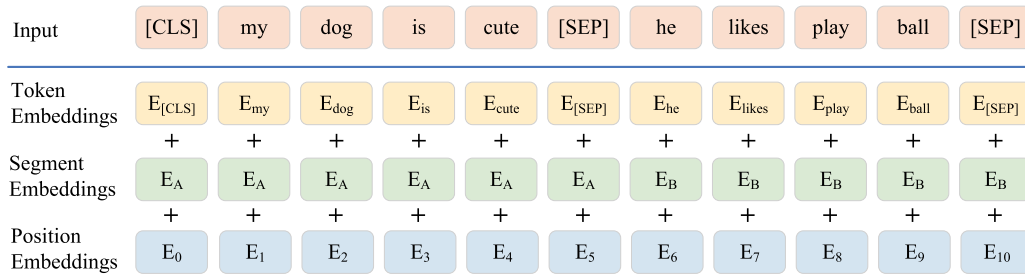 Input [CLS] my dog is cute [SEP] he likes play ball [SEP]
Token
Embeddings
E[CLS] Emy Edog Eis Ecute E[SEP] Ehe Elikes Eplay Eball E[SEP]
+ + + + + + + + + + +
Segment
Embeddings
EA EA EA EA EA EA EB EB EB EB EB
+ + + + + + + + + + +
Position
Embeddings
E0 E1 E2 E3 E4 E5 E6 E7 E8 E9 E10